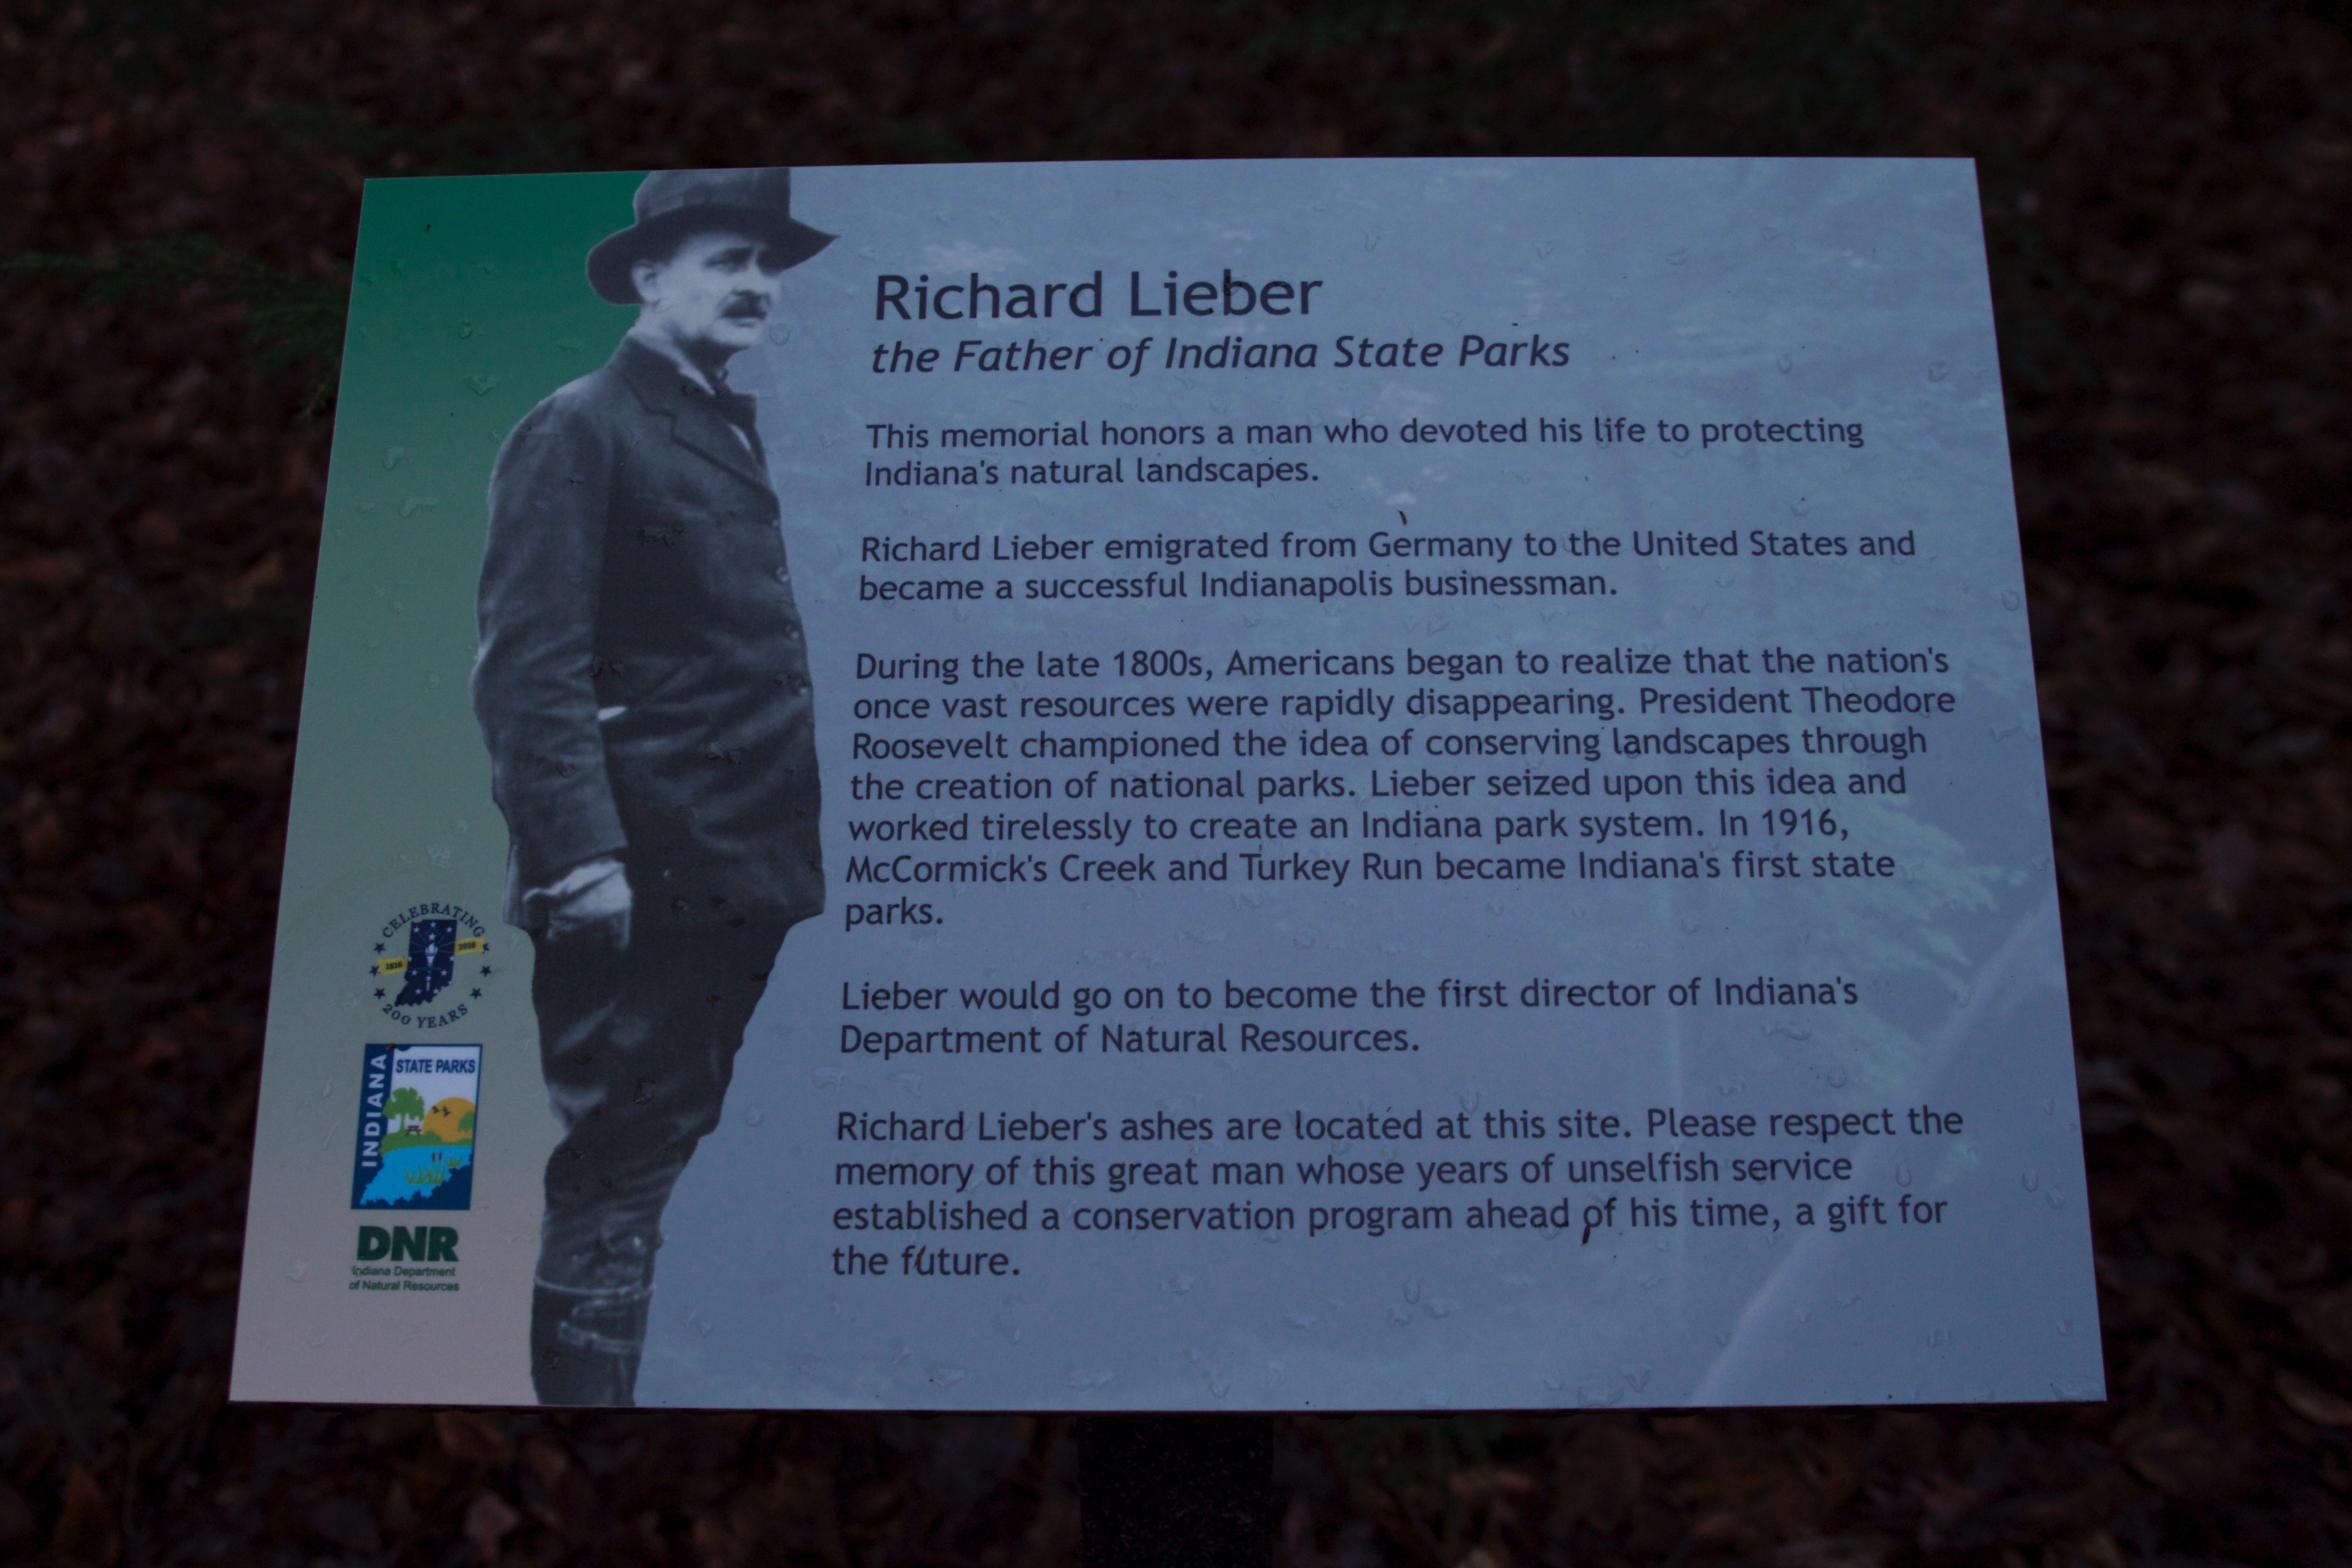 Richard Lieber
the Father of Indiana State Parks
This memorial honors a man who devoted his life to protecting
Indiana's natural landscapes.
Richard Lieber emigrated from Germany to the United States and
became a successful Indianapolis businessman.
During the late 1800s, Americans began to realize that the nation's
once vast resources were rapidly disappearing. President Theodore
Roosevelt championed the idea of conserving landscapes through
the creation of national parks. Lieber seized upon this idea and
worked tirelessly to create an Indiana park system. In 1916,
McCormick's Creek and Turkey Run became Indiana's first state
parks.
Lieber would go on to become the first director of Indiana's
Department of Natural Resources.
Richard Lieber's ashes are located at this site. Please respect the
memory of this great man whose years of unselfish service
established a conservation program ahead of his time, a gift for
the future.
CELEBRATING
1816
2016
200 YEARS
INDIANA
STATE PARKS
DNR
Indiana Department
of Natural Resources